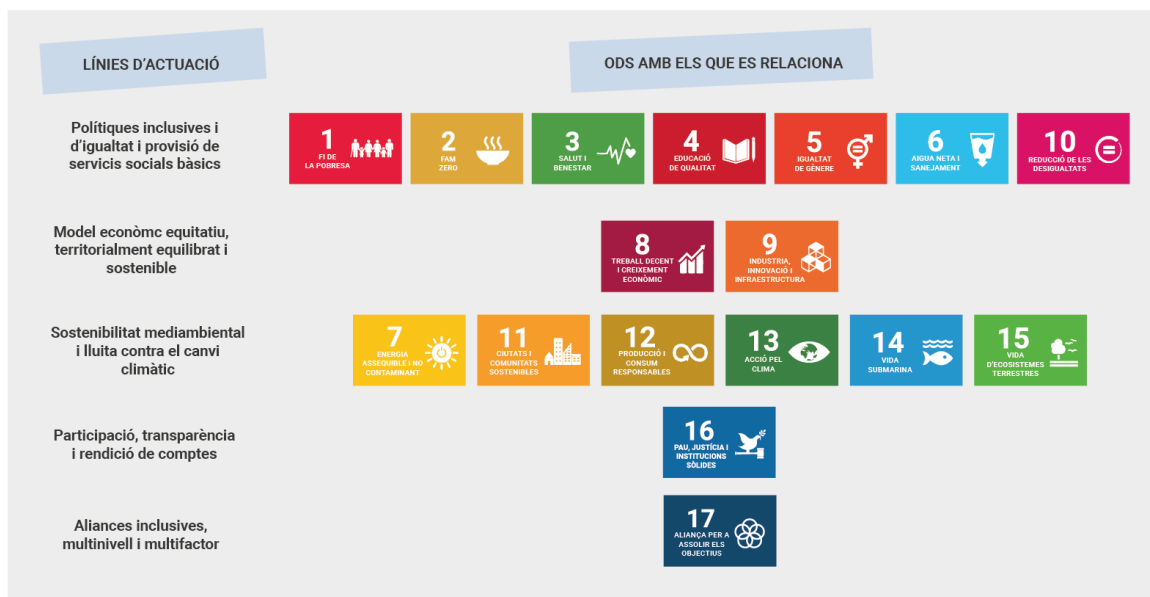 LÍNIES D'ACTUACIÓ
ODS AMB ELS QUE ES RELACIONA
Polítiques inclusives i
d'igualtat i provisió de
servicis socials bàsics
1
FI DE
LA POBRESA
2
FAM
ZERO
3
SALUT I
BENESTAR
4
EDUCACIÓ
DE QUALITAT
5
IGUALTAT
DE GÈNERE
6
AIGUA NETA I
SANEJAMENT
10
REDUCCIÓ DE LES
DESIGUALTATS
Model econòmc equitatiu,
territorialment equilibrat i
sostenible
8
TREBALL DECENT
I CREIXEMENT
ECONÒMIC
9
INDUSTRIA,
INNOVACIÓ I
INFRAESTRUCTURA
Sostenibilitat mediambiental
i lluita contra el canvi
climàtic
7
ENERGIA
ASSEQUIBLE I NO
CONTAMINANT
11
CIUTATS I
COMUNITATS
SOSTENIBLES
12
PRODUCCIÓ I
CONSUM
RESPONSABLES
13
ACCIÓ PEL
CLIMA
14
VIDA
SUBMARINA
15
VIDA
D'ECOSISTEMES
TERRESTRES
Participació, transparència
i rendició de comptes
16
PAU, JUSTÍCIA I
INSTITUCIONS
SÒLIDES
Aliances inclusives,
multinivell i multifactor
17
ALIANÇA PER A
ASSOLIR ELS
OBJECTIUS